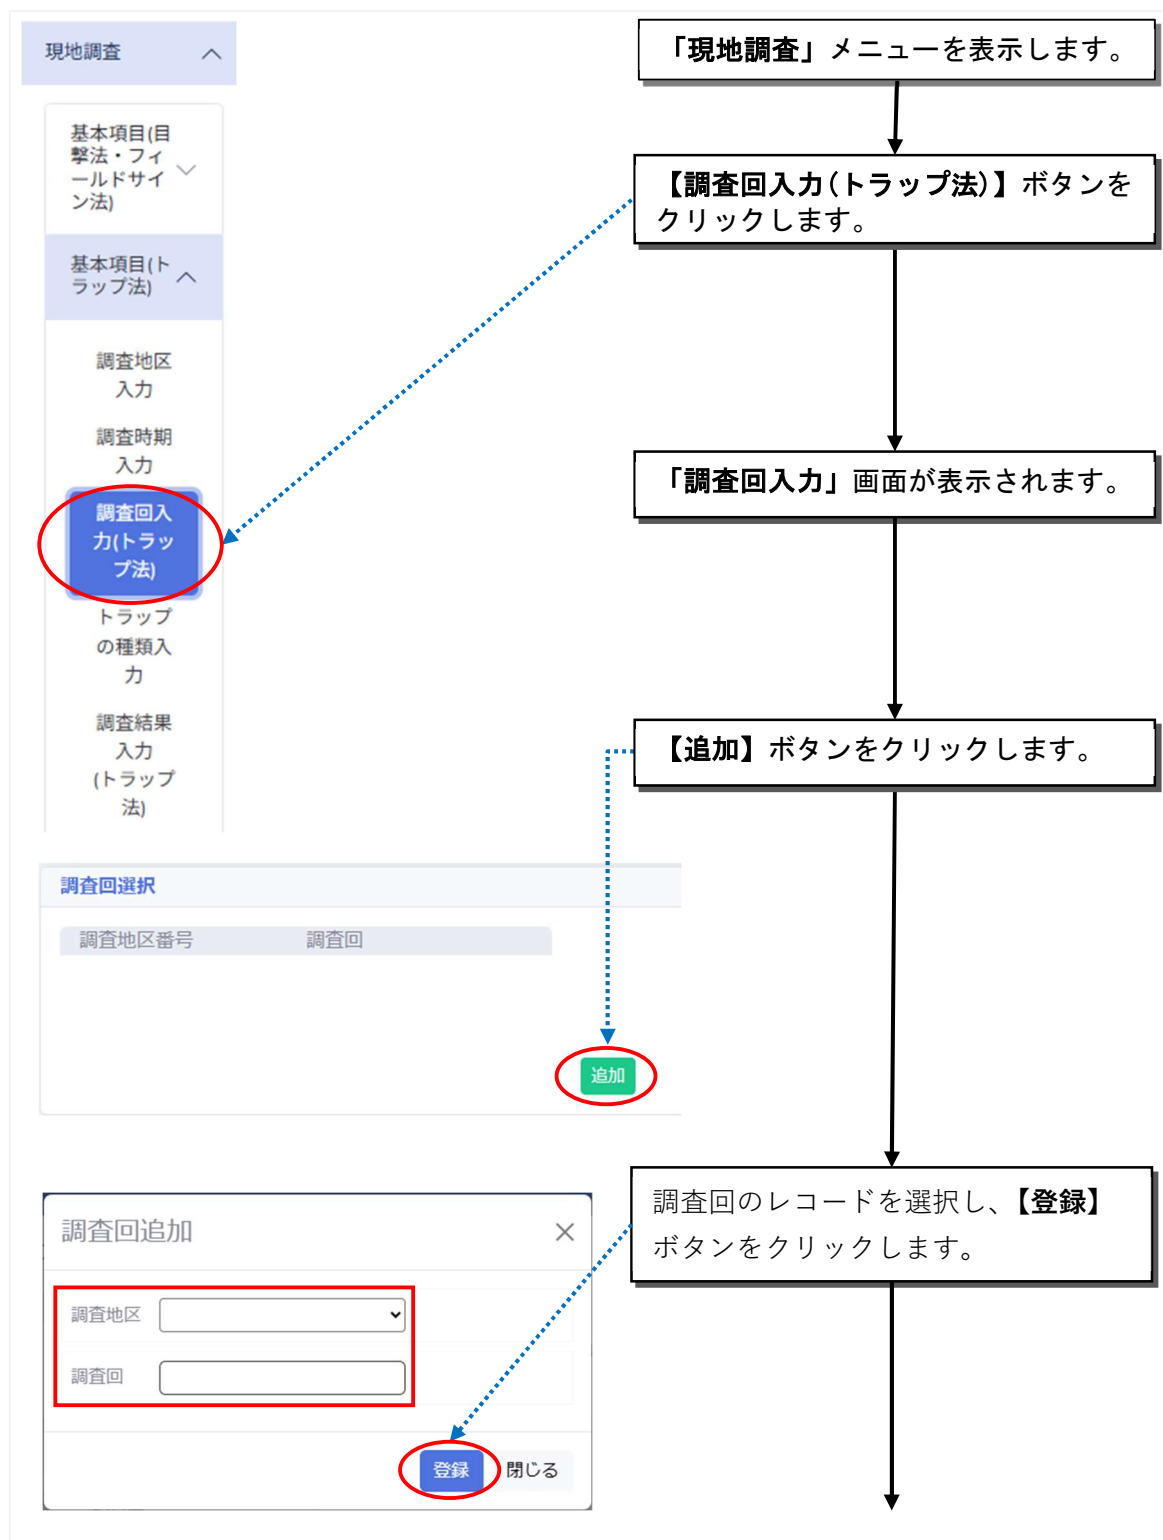 現地調査
基本項目(目
撃法・フィ
ールドサイ
ン法)
基本項目(ト
ラップ法)
調査地区
入力
調査時期
入力
調査回入
力(トラッ
プ法)
トラップ
の種類入
力
調査結果
入力
(トラップ
法)
「現地調査」メニューを表示します。
【調査回入力(トラップ法)】ボタンを
クリックします。
「調査回入力」画面が表示されます。
【追加】ボタンをクリックします。
調査回選択
調査地区番号 調査回
追加
調査回のレコードを選択し、【登録】
ボタンをクリックします。
調査回追加
調査地区
調査回
登録 閉じる